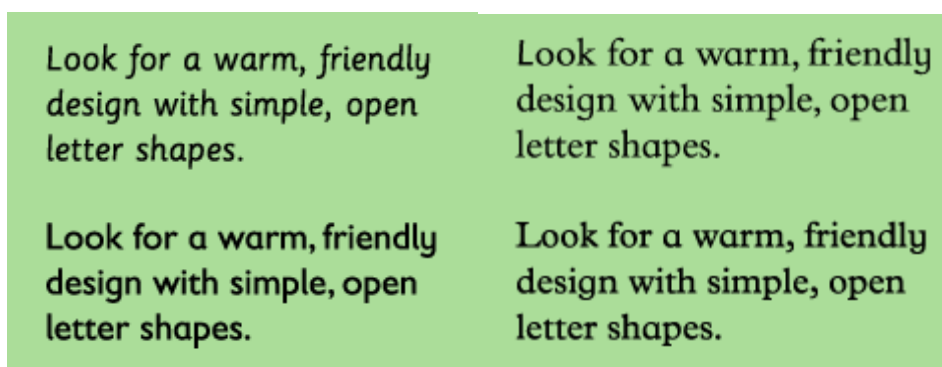 Look for a warm, friendly
design with simple, open
letter shapes.
Look for a warm, friendly
design with simple, open
letter shapes.
Look for a warm, friendly
design with simple, open
letter shapes.
Look for a warm, friendly
design with simple, open
letter shapes.